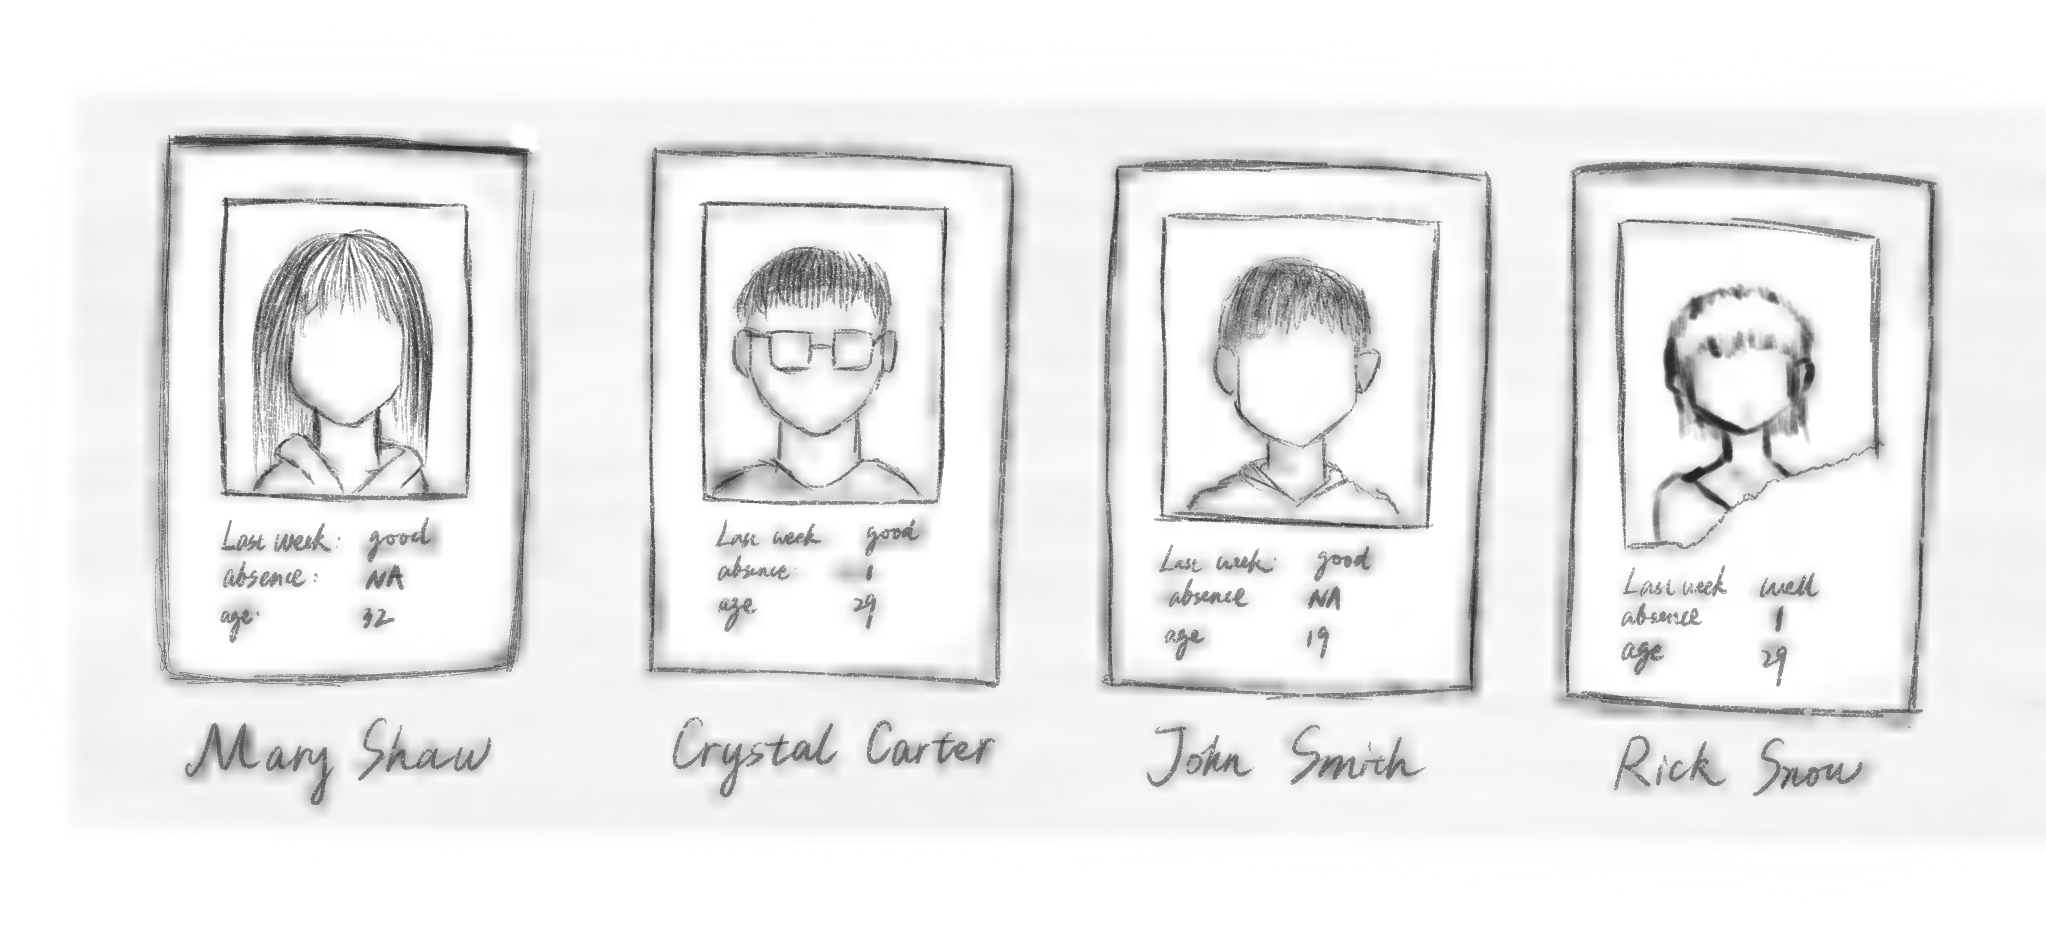 Last week: good
absence: NA
age: 32
Mary Shaw
Last week good
absence 1
age 29
Crystal Carter
Last week: good
absence NA
age 19
John Smith
Last week well
absence 1
age 29
Rick Snow